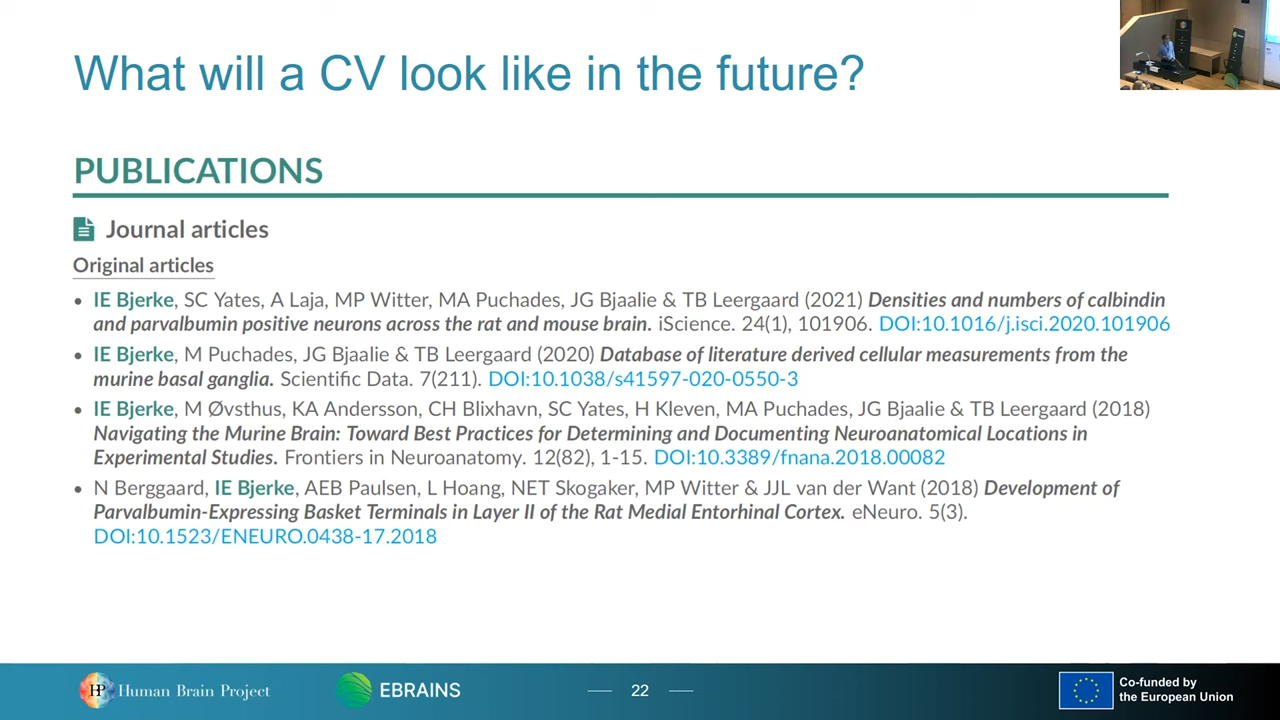 What will a CV look like in the future?
PUBLICATIONS
Journal articles
Original articles
• IE Bjerke, SC Yates, A Laja, MP Witter, MA Puchades, JG Bjaalie & TB Leergaard (2021) Densities and numbers of calbindin
and parvalbumin positive neurons across the rat and mouse brain. iScience. 24(1), 101906. DOI:10.1016/j.isci.2020.101906
• IE Bjerke, M Puchades, JG Bjaalie & TB Leergaard (2020) Database of literature derived cellular measurements from the
murine basal ganglia. Scientific Data. 7(211). DOI:10.1038/s41597-020-0550-3
• IE Bjerke, M Øvsthus, KA Andersson, CH Blixhavn, SC Yates, H Kleven, MA Puchades, JG Bjaalie & TB Leergaard (2018)
Navigating the Murine Brain: Toward Best Practices for Determining and Documenting Neuroanatomical Locations in
Experimental Studies. Frontiers in Neuroanatomy. 12(82), 1-15. DOI:10.3389/fnana.2018.00082
• N Berggaard, IE Bjerke, AEB Paulsen, L Hoang, NET Skogaker, MP Witter & JJL van der Want (2018) Development of
Parvalbumin-Expressing Basket Terminals in Layer II of the Rat Medial Entorhinal Cortex. eNeuro. 5(3).
DOI:10.1523/ENEURO.0438-17.2018
HP Human Brain Project
EBRAINS
22
Co-funded by
the European Union